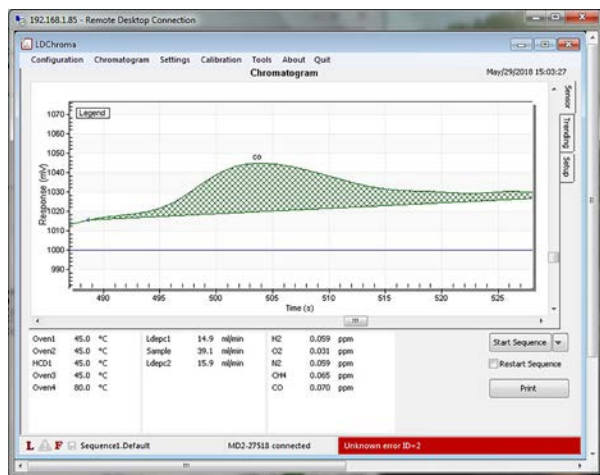 192.168.1.85 - Remote Desktop Connection
LDChroma
Configuration Chromatogram Settings Calibration Tools About Quit
Chromatogram May/29/2018 15:03:27
Legend
CO
1070
1060
1050
1040
1030
1020
1010
1000
990
Response (mV)
490 495 500 505 510 515 520 525
Time (s)
Sensor
Trending
Setup
Oven1 45.0 °C Ldepc1 14.9 ml/min H2 0.059 ppm
Oven2 45.0 °C Sample 39.1 ml/min O2 0.031 ppm
HCD1 45.0 °C Ldepc2 15.9 ml/min N2 0.059 ppm
Oven3 45.0 °C CH4 0.065 ppm
Oven4 80.0 °C CO 0.070 ppm
Start Sequence
Restart Sequence
Print
L F Sequence1.Default MD2-27518 connected Unknown error ID=2